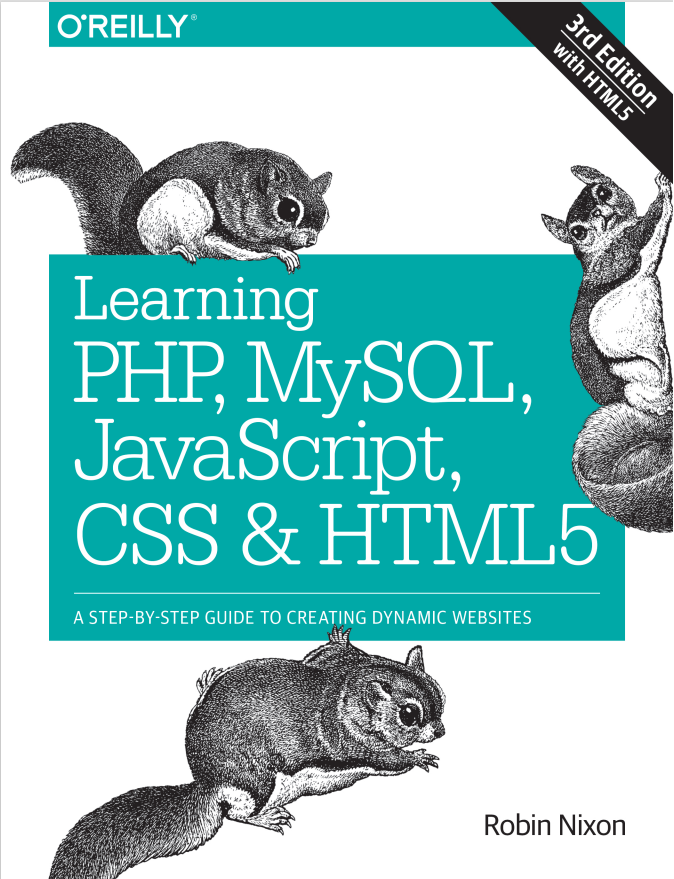 O'REILLY®
3rd Edition
with HTML5
Learning
PHP, MySQL,
JavaScript,
CSS & HTML5
A STEP-BY-STEP GUIDE TO CREATING DYNAMIC WEBSITES
Robin Nixon